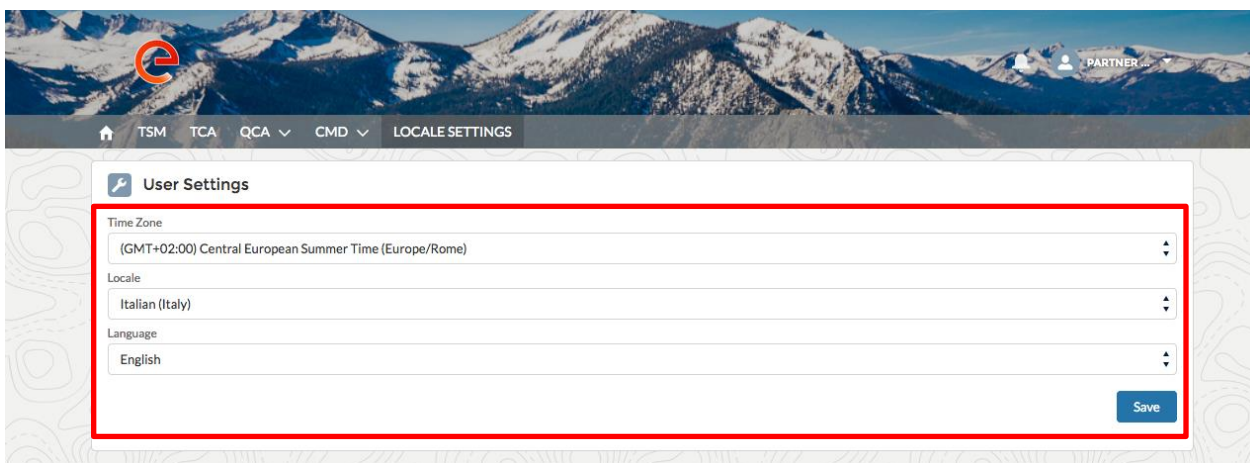 e
PARTNER ...
TSM TCA QCA CMD LOCALE SETTINGS
User Settings
Time Zone
(GMT+02:00) Central European Summer Time (Europe/Rome)
Locale
Italian (Italy)
Language
English
Save